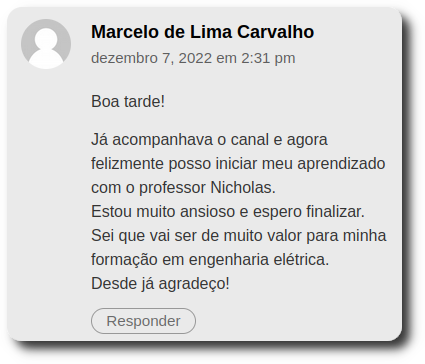 Marcelo de Lima Carvalho
dezembro 7, 2022 em 2:31 pm
Boa tarde!
Já acompanhava o canal e agora
felizmente posso iniciar meu aprendizado
com o professor Nicholas.
Estou muito ansioso e espero finalizar.
Sei que vai ser de muito valor para minha
formação em engenharia elétrica.
Desde já agradeço!
Responder